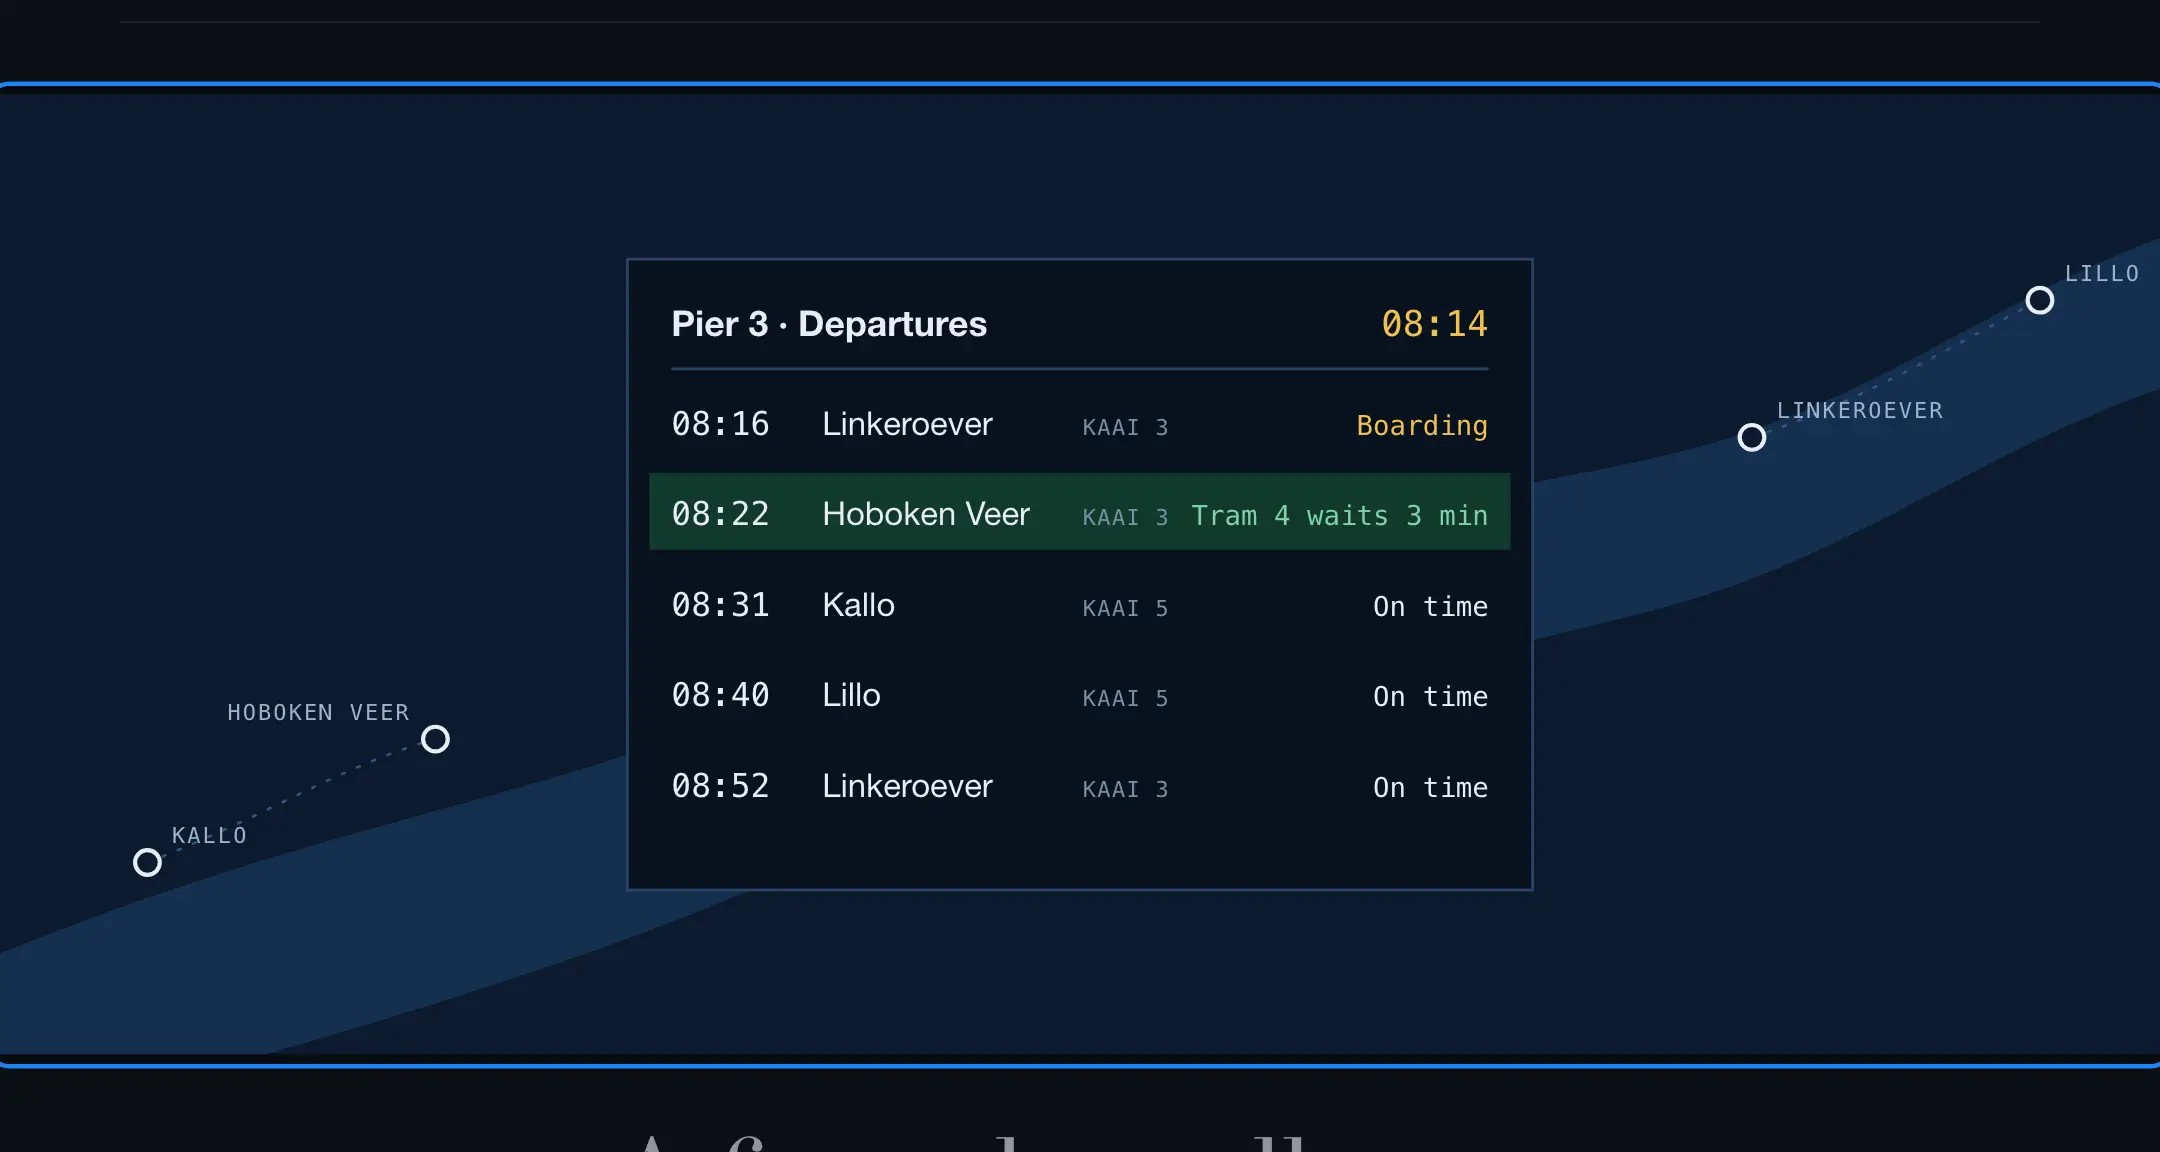 LILLO
Pier 3 · Departures 08:14
LINKEROEVER
08:16 Linkeroever KAAI 3 Boarding
08:22 Hoboken Veer KAAI 3 Tram 4 waits 3 min
08:31 Kallo KAAI 5 On time
08:40 Lillo KAAI 5 On time
HOBOKEN VEER
08:52 Linkeroever KAAI 3 On time
KALLO